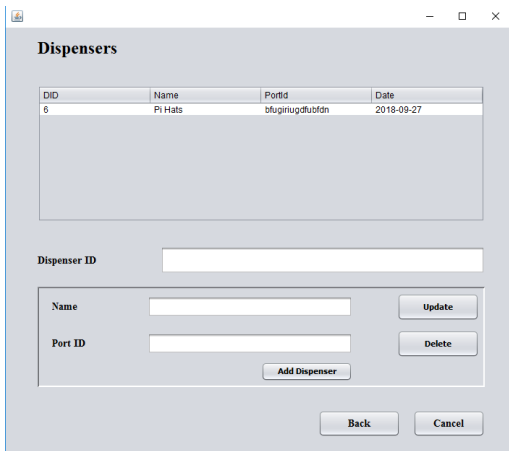 Dispensers
DID Name PortId Date
6 Pi Hats bfugiriugdfubfdn 2018-09-27
Dispenser ID
Name Update
Port ID Delete
Add Dispenser
Back Cancel